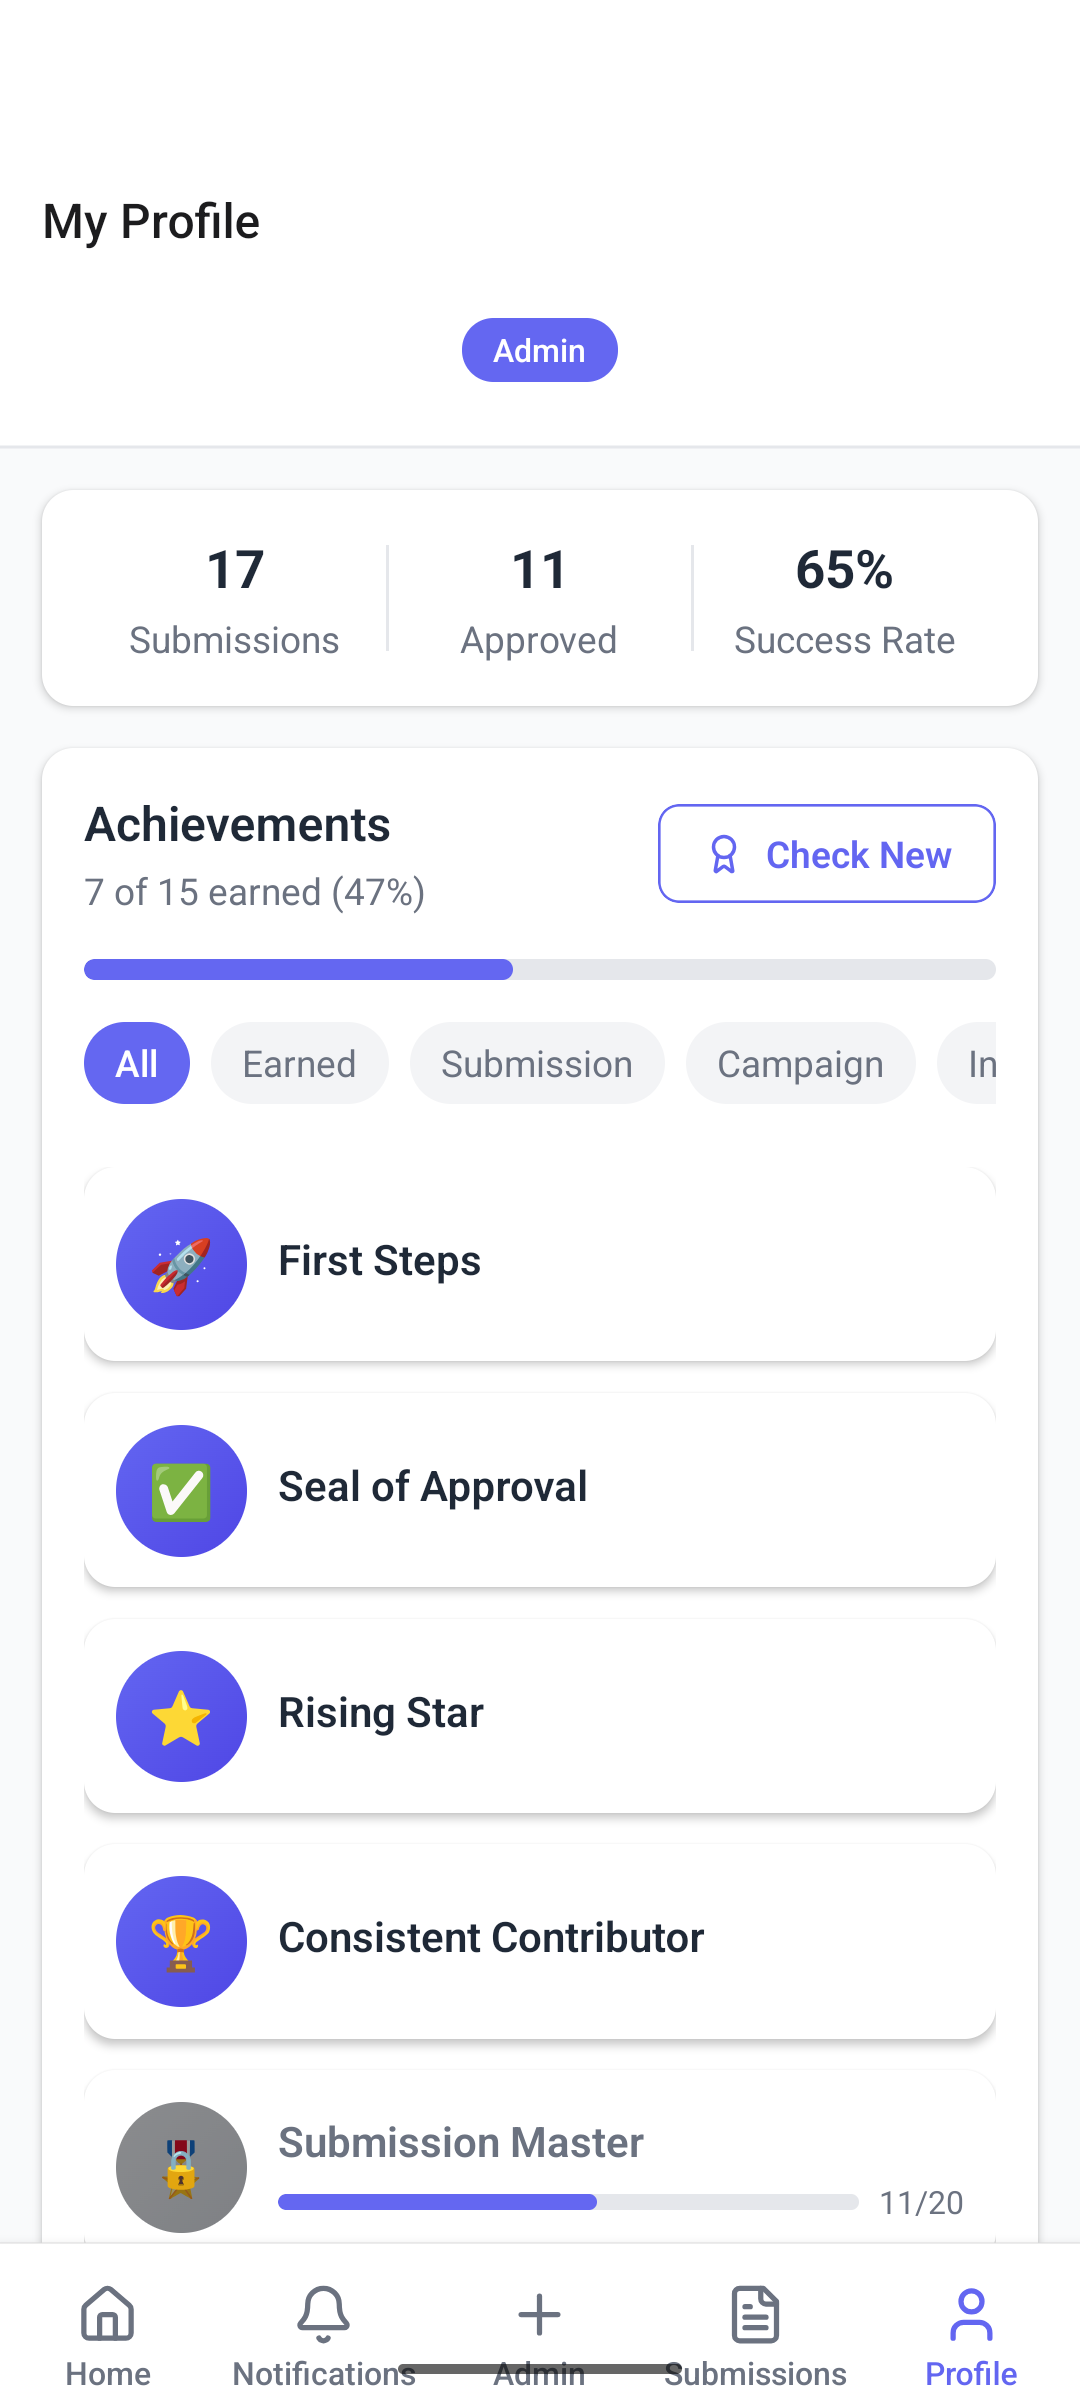 My Profile
Admin
17
Submissions
11
Approved
65%
Success Rate
Achievements
7 of 15 earned (47%)
Check New
All
Earned
Submission
Campaign
In
First Steps
Seal of Approval
Rising Star
Consistent Contributor
Submission Master
11/20
Home
Notifications
Admin
Submissions
Profile